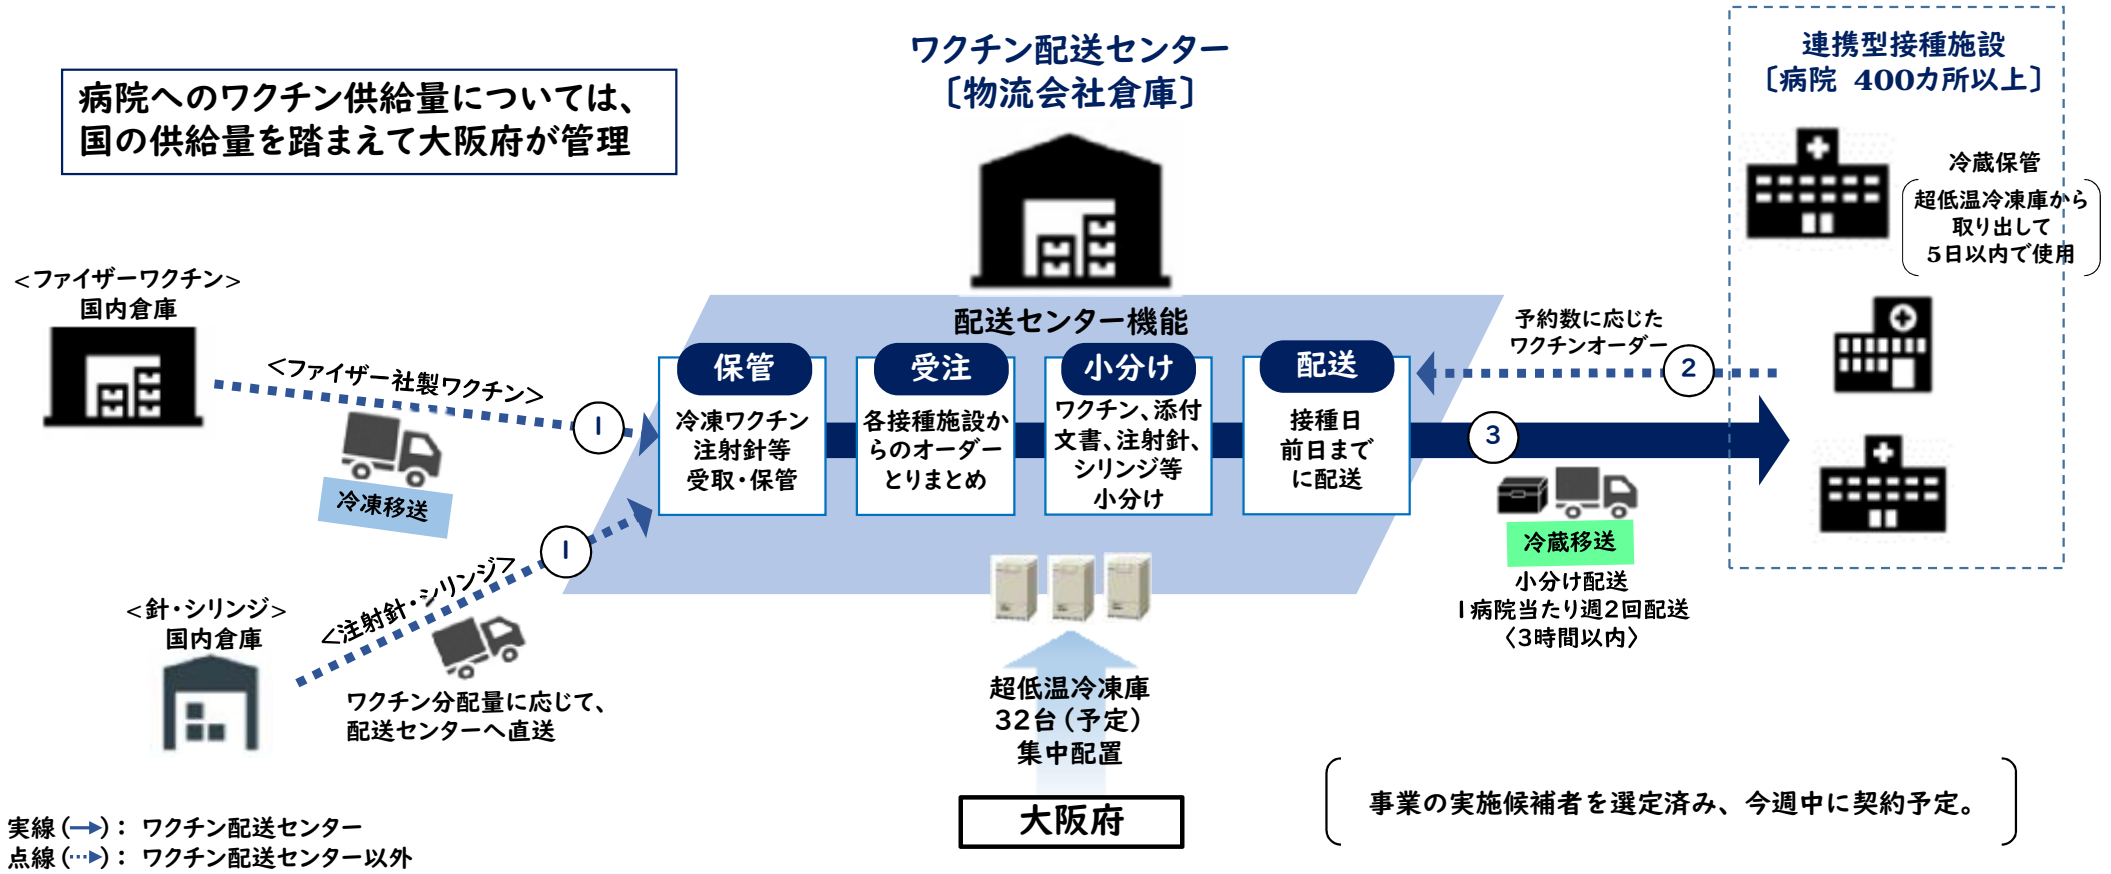 病院へのワクチン供給量については、
国の供給量を踏まえて大阪府が管理
ワクチン配送センター
〔物流会社倉庫〕
連携型接種施設
〔病院 400カ所以上〕
冷蔵保管
超低温冷凍庫から
取り出して
5日以内で使用
<ファイザーワクチン>
国内倉庫
<ファイザー社製ワクチン>
1
冷凍移送
配送センター機能
保管
冷凍ワクチン
注射針等
受取・保管
受注
各接種施設か
らのオーダー
とりまとめ
小分け
ワクチン、添付
文書、注射針、
シリンジ等
小分け
配送
接種日
前日まで
に配送
予約数に応じた
ワクチンオーダー
2
3
冷蔵移送
小分け配送
1病院当たり週2回配送
〈3時間以内〉
<針・シリンジ>
国内倉庫
<注射針・シリンジ>
1
ワクチン分配量に応じて、
配送センターへ直送
超低温冷凍庫
32台(予定)
集中配置
大阪府
事業の実施候補者を選定済み、今週中に契約予定。
実線(→): ワクチン配送センター
点線(⋯▸): ワクチン配送センター以外